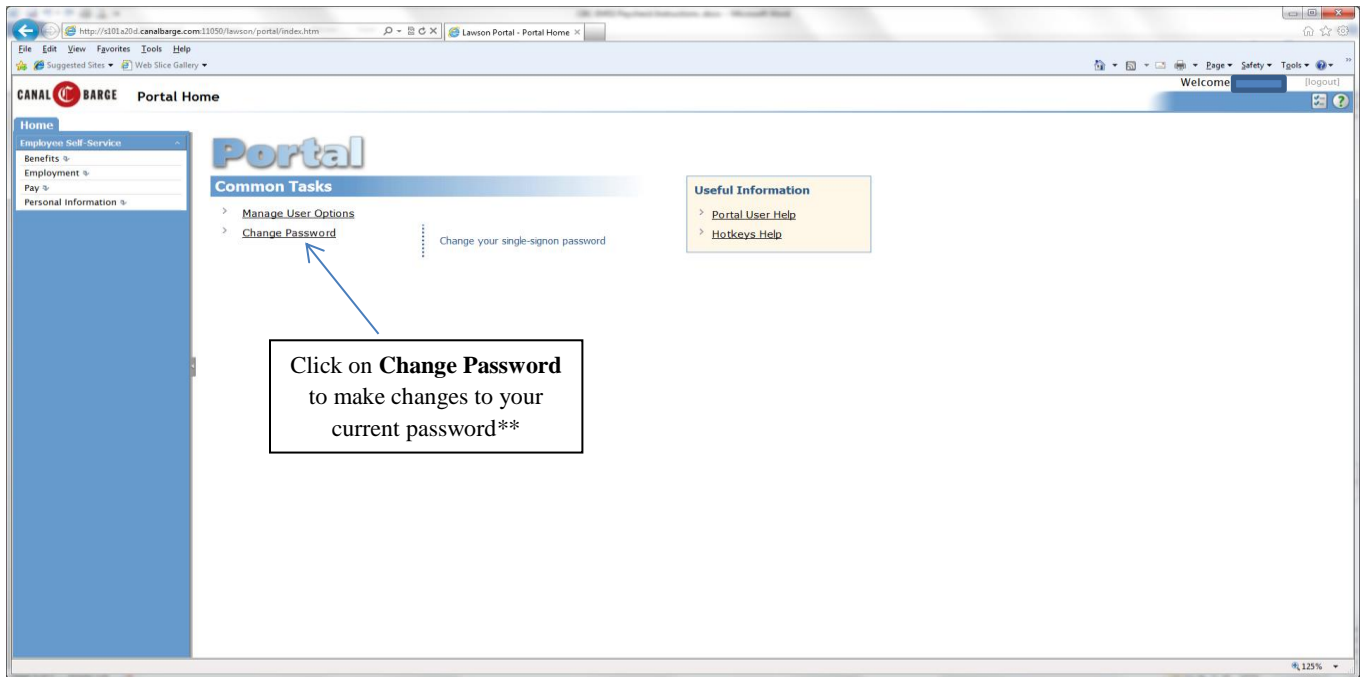 http://s101a20d.canalbarge.com:11050/lawson/portal/index.htm
Lawson Portal - Portal Home
File Edit View Favorites Tools Help
Suggested Sites Web Slice Gallery
Page Safety Tools
CANAL BARGE Portal Home
Welcome [logout]
Home
Employee Self-Service
Benefits
Employment
Pay
Personal Information
Portal
Common Tasks
Manage User Options
Change Password
Change your single-signon password
Useful Information
Portal User Help
Hotkeys Help
Click on Change Password
to make changes to your
current password**
125%